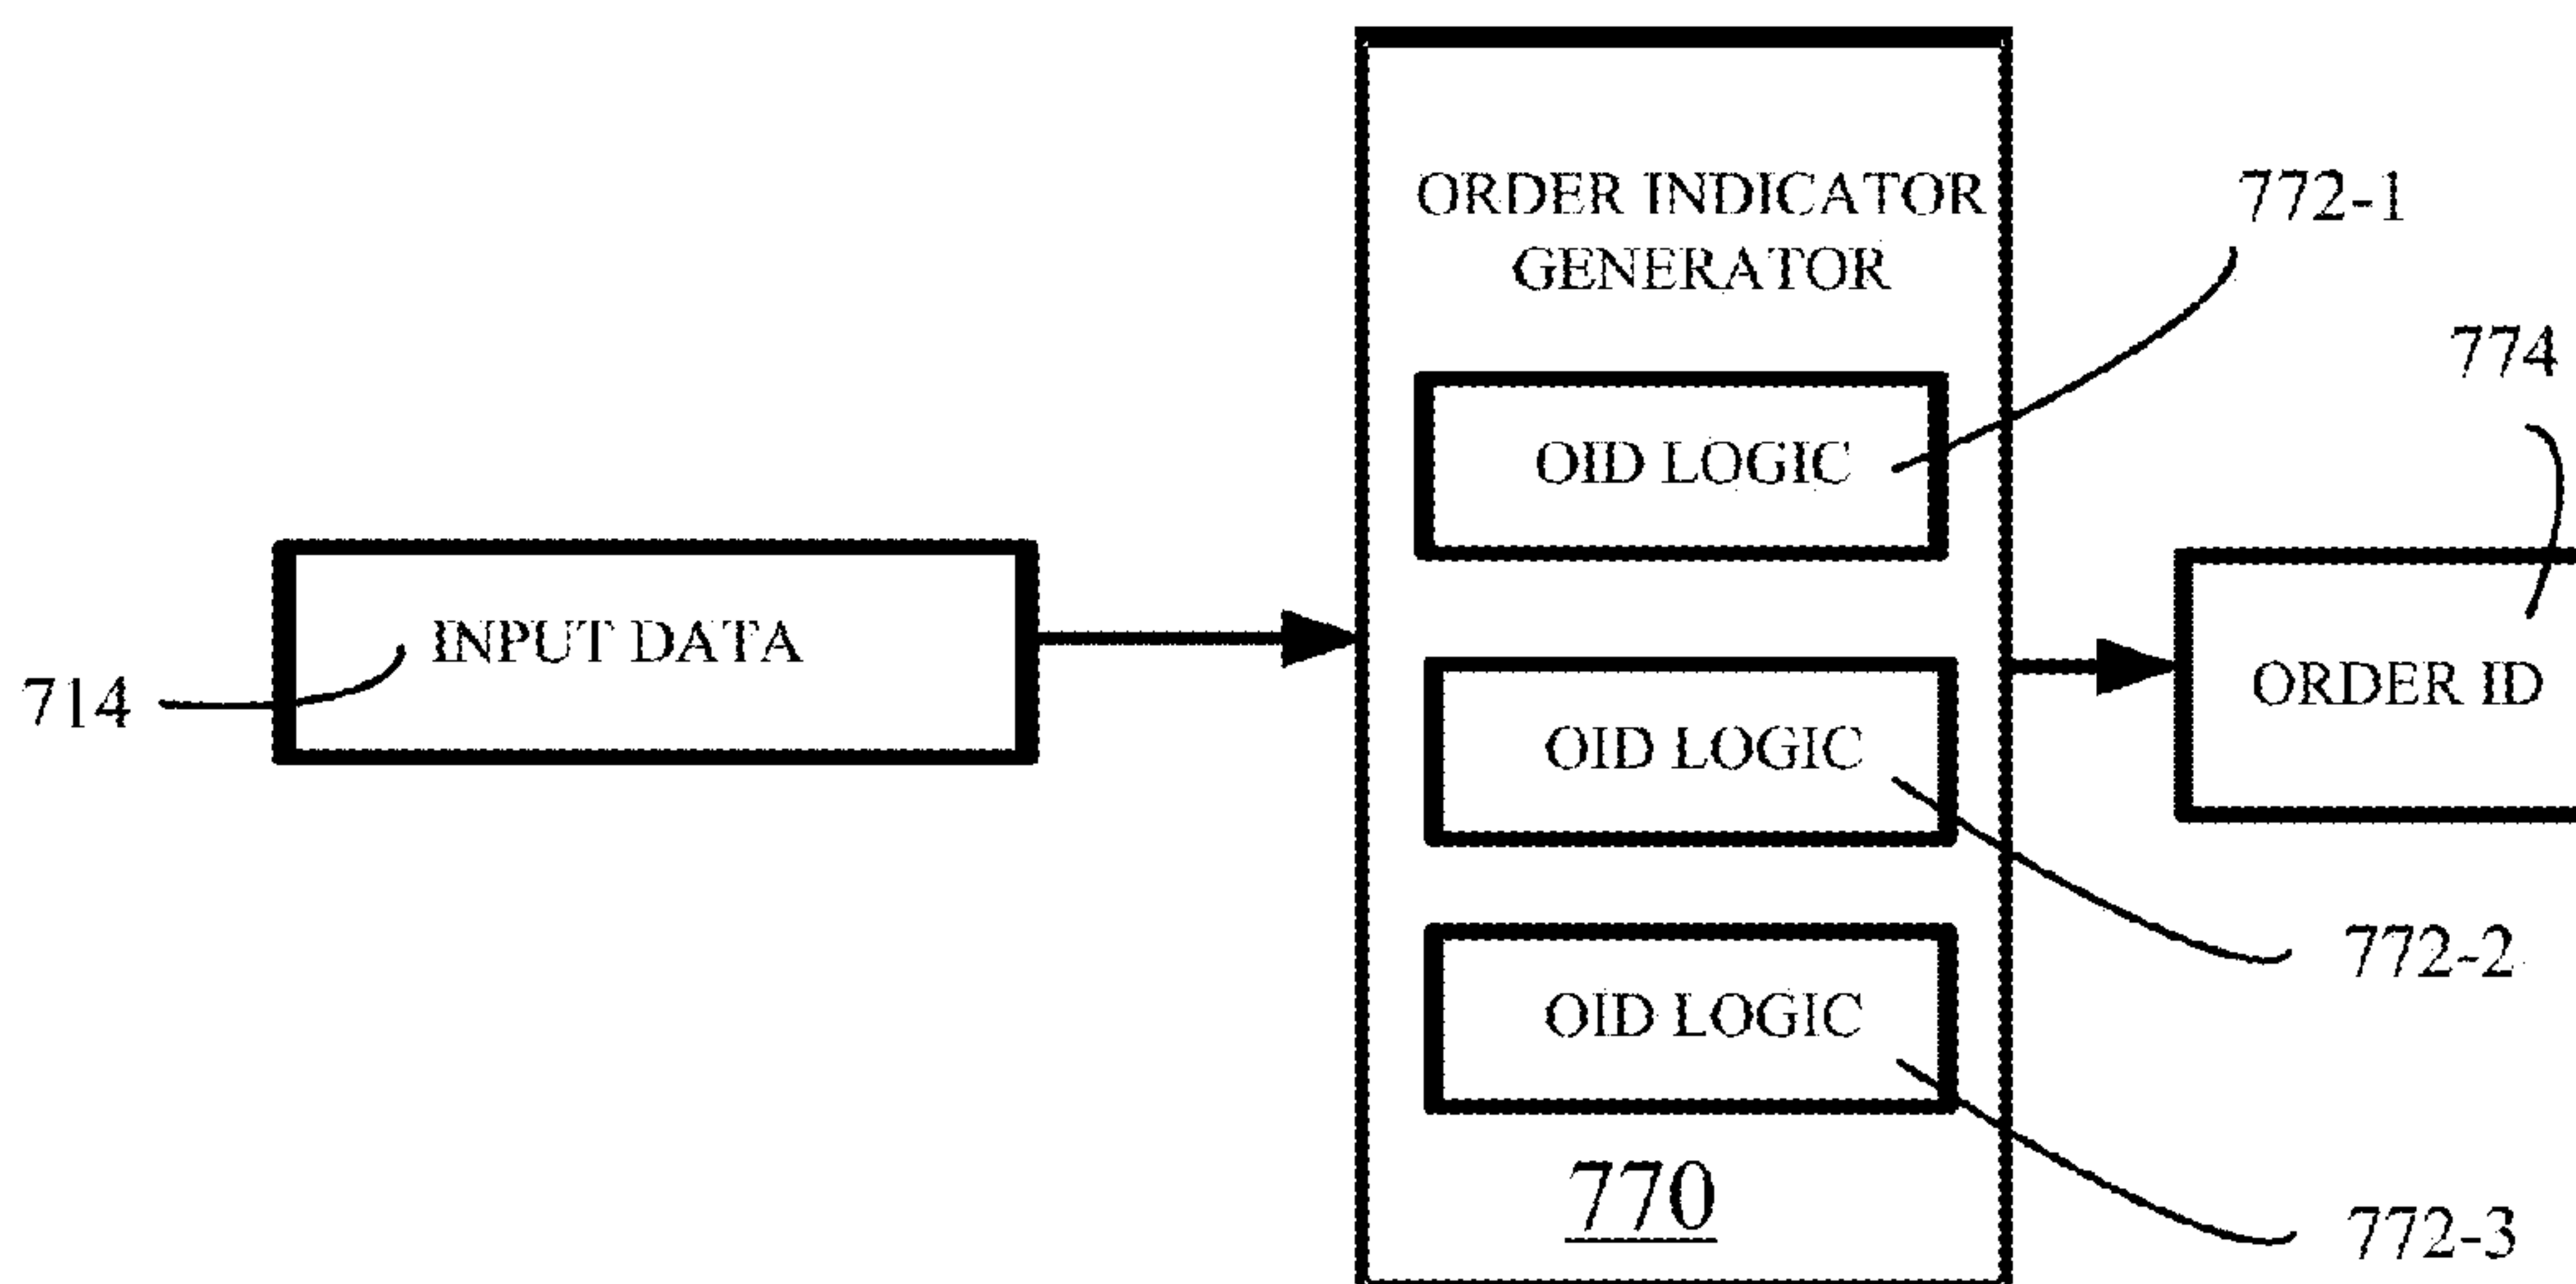 ORDER INDICATOR
GENERATOR
772-1
774
OID LOGIC
INPUT DATA
714
ORDER ID
OID LOGIC
772-2
OID LOGIC
770
772-3